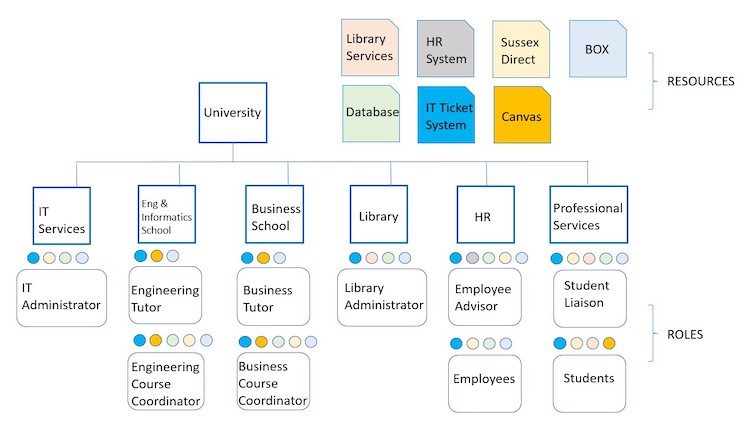 Library
Services
HR
System
Sussex
Direct
BOX
RESOURCES
University
Database
IT Ticket
System
Canvas
IT
Services
Eng &
Informatics
School
Business
School
Library
HR
Professional
Services
IT
Administrator
Engineering
Tutor
Business
Tutor
Library
Administrator
Employee
Advisor
Student
Liaison
ROLES
Engineering
Course
Coordinator
Business
Course
Coordinator
Employees
Students